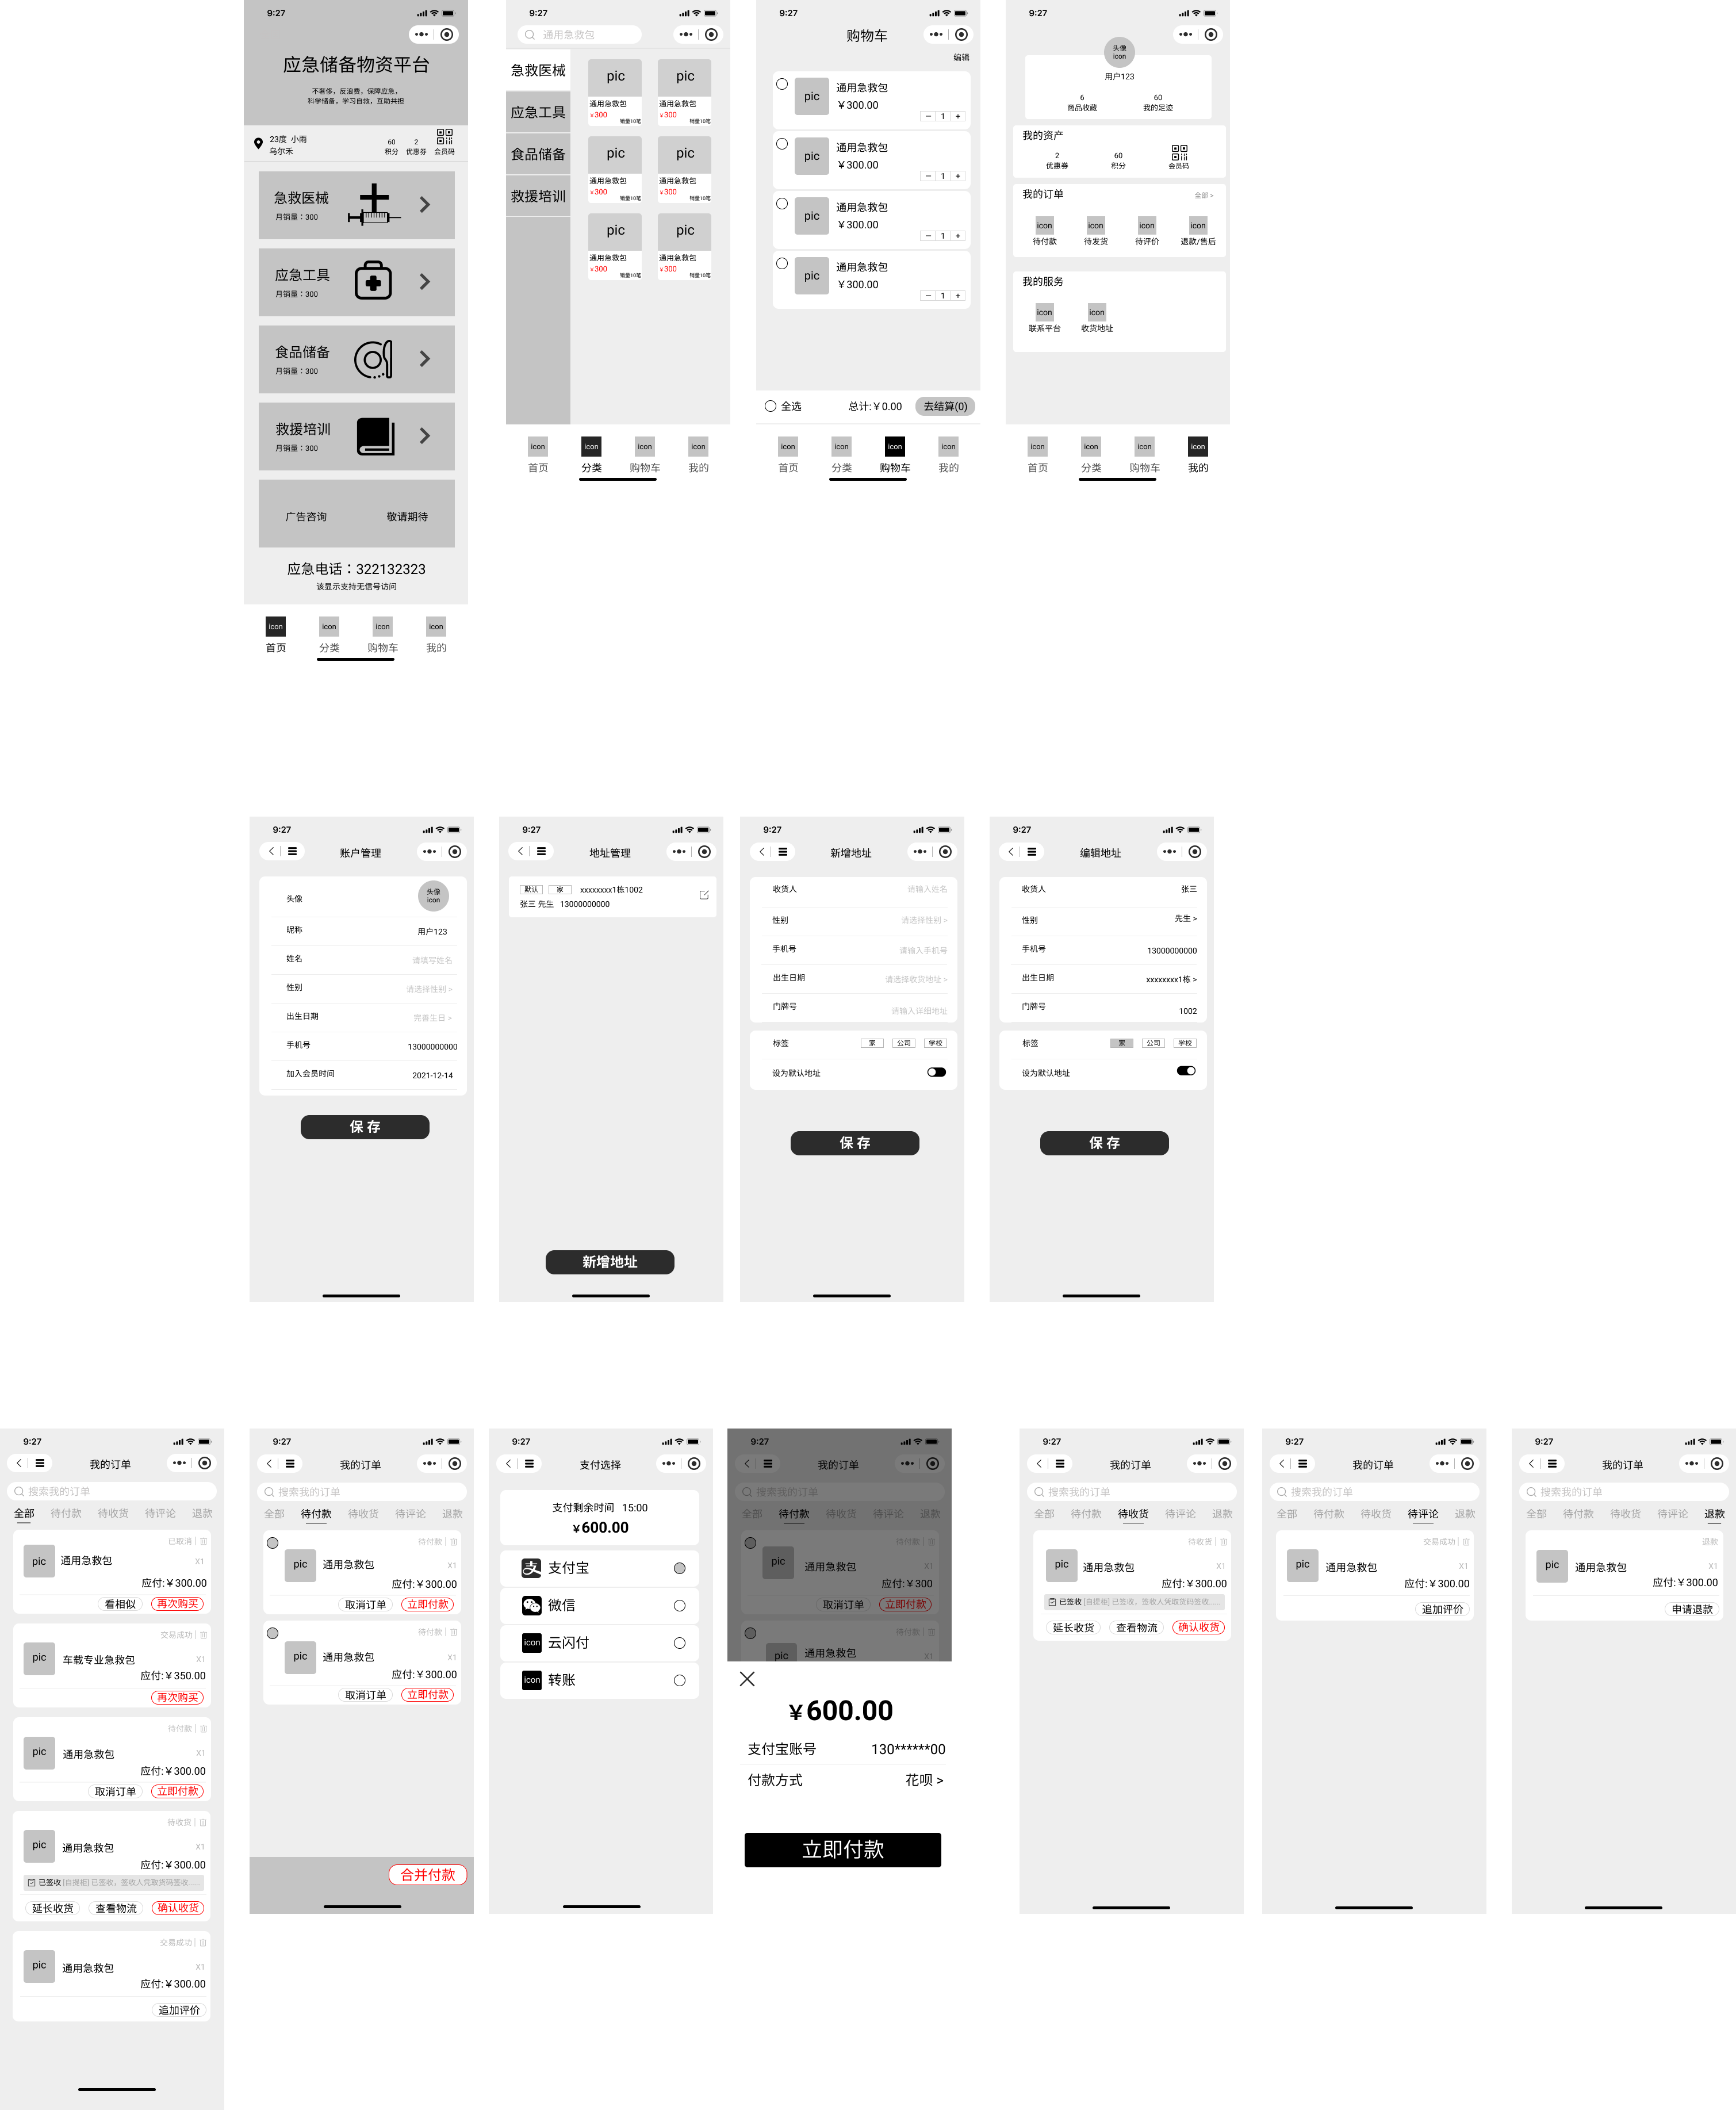 9:27
应急储备物资平台
不奢侈,反浪费,保障应急,
科学储备,学习自救,互助共担
23度 小雨
乌尔禾
60
积分
2
优惠券
会员码
急救医械
月销量:300
应急工具
月销量:300
食品储备
月销量:300
救援培训
月销量:300
广告咨询
敬请期待
应急电话:322132323
该显示支持无信号访问
icon icon icon icon
首页 分类 购物车 我的
9:27
通用急救包
急救医械
应急工具
食品储备
救援培训
pic pic
通用急救包 通用急救包
¥300 销量10笔 ¥300 销量10笔
pic pic
通用急救包 通用急救包
¥300 销量10笔 ¥300 销量10笔
pic pic
通用急救包 通用急救包
¥300 销量10笔 ¥300 销量10笔
icon icon icon icon
首页 分类 购物车 我的
9:27
购物车
编辑
pic
通用急救包
¥300.00
— 1 +
pic
通用急救包
¥300.00
— 1 +
pic
通用急救包
¥300.00
— 1 +
pic
通用急救包
¥300.00
— 1 +
全选 总计:¥0.00 去结算(0)
icon icon icon icon
首页 分类 购物车 我的
9:27
头像
icon
用户123
6 60
商品收藏 我的足迹
我的资产
2 60
优惠券 积分 会员码
我的订单 全部 >
icon icon icon icon
待付款 待发货 待评价 退款/售后
我的服务
icon icon
联系平台 收货地址
icon icon icon icon
首页 分类 购物车 我的
9:27
账户管理
头像 头像
icon
昵称 用户123
姓名 请填写姓名
性别 请选择性别 >
出生日期 完善生日 >
手机号 13000000000
加入会员时间 2021-12-14
保 存
9:27
地址管理
默认 家 xxxxxxxx1栋1002
张三 先生 13000000000
新增地址
9:27
新增地址
收货人 请输入姓名
性别 请选择性别 >
手机号 请输入手机号
出生日期 请选择收货地址 >
门牌号 请输入详细地址
标签 家 公司 学校
设为默认地址
保 存
9:27
编辑地址
收货人 张三
性别 先生 >
手机号 13000000000
出生日期 xxxxxxxx1栋 >
门牌号 1002
标签 家 公司 学校
设为默认地址
保 存
9:27
我的订单
搜索我的订单
全部 待付款 待收货 待评论 退款
已取消
pic 通用急救包 X1
应付:¥300.00
看相似 再次购买
交易成功
pic 车载专业急救包 X1
应付:¥350.00
再次购买
待付款
pic 通用急救包 X1
应付:¥300.00
取消订单 立即付款
待收货
pic 通用急救包 X1
应付:¥300.00
已签收 [自提柜] 已签收,签收人凭取货码签收......
延长收货 查看物流 确认收货
交易成功
pic 通用急救包 X1
应付:¥300.00
追加评价
9:27
我的订单
搜索我的订单
全部 待付款 待收货 待评论 退款
待付款
pic 通用急救包 X1
应付:¥300.00
取消订单 立即付款
待付款
pic 通用急救包 X1
应付:¥300.00
取消订单 立即付款
合并付款
9:27
支付选择
支付剩余时间 15:00
¥600.00
支 支付宝
微信
icon 云闪付
icon 转账
9:27
我的订单
搜索我的订单
全部 待付款 待收货 待评论 退款
待付款
pic 通用急救包 X1
应付:¥300
取消订单 立即付款
待付款
pic 通用急救包 X1
¥600.00
支付宝账号 130******00
付款方式 花呗 >
立即付款
9:27
我的订单
搜索我的订单
全部 待付款 待收货 待评论 退款
待收货
pic 通用急救包 X1
应付:¥300.00
已签收 [自提柜] 已签收,签收人凭取货码签收......
延长收货 查看物流 确认收货
9:27
我的订单
搜索我的订单
全部 待付款 待收货 待评论 退款
交易成功
pic 通用急救包 X1
应付:¥300.00
追加评价
9:27
我的订单
搜索我的订单
全部 待付款 待收货 待评论 退款
退款
pic 通用急救包 X1
应付:¥300.00
申请退款